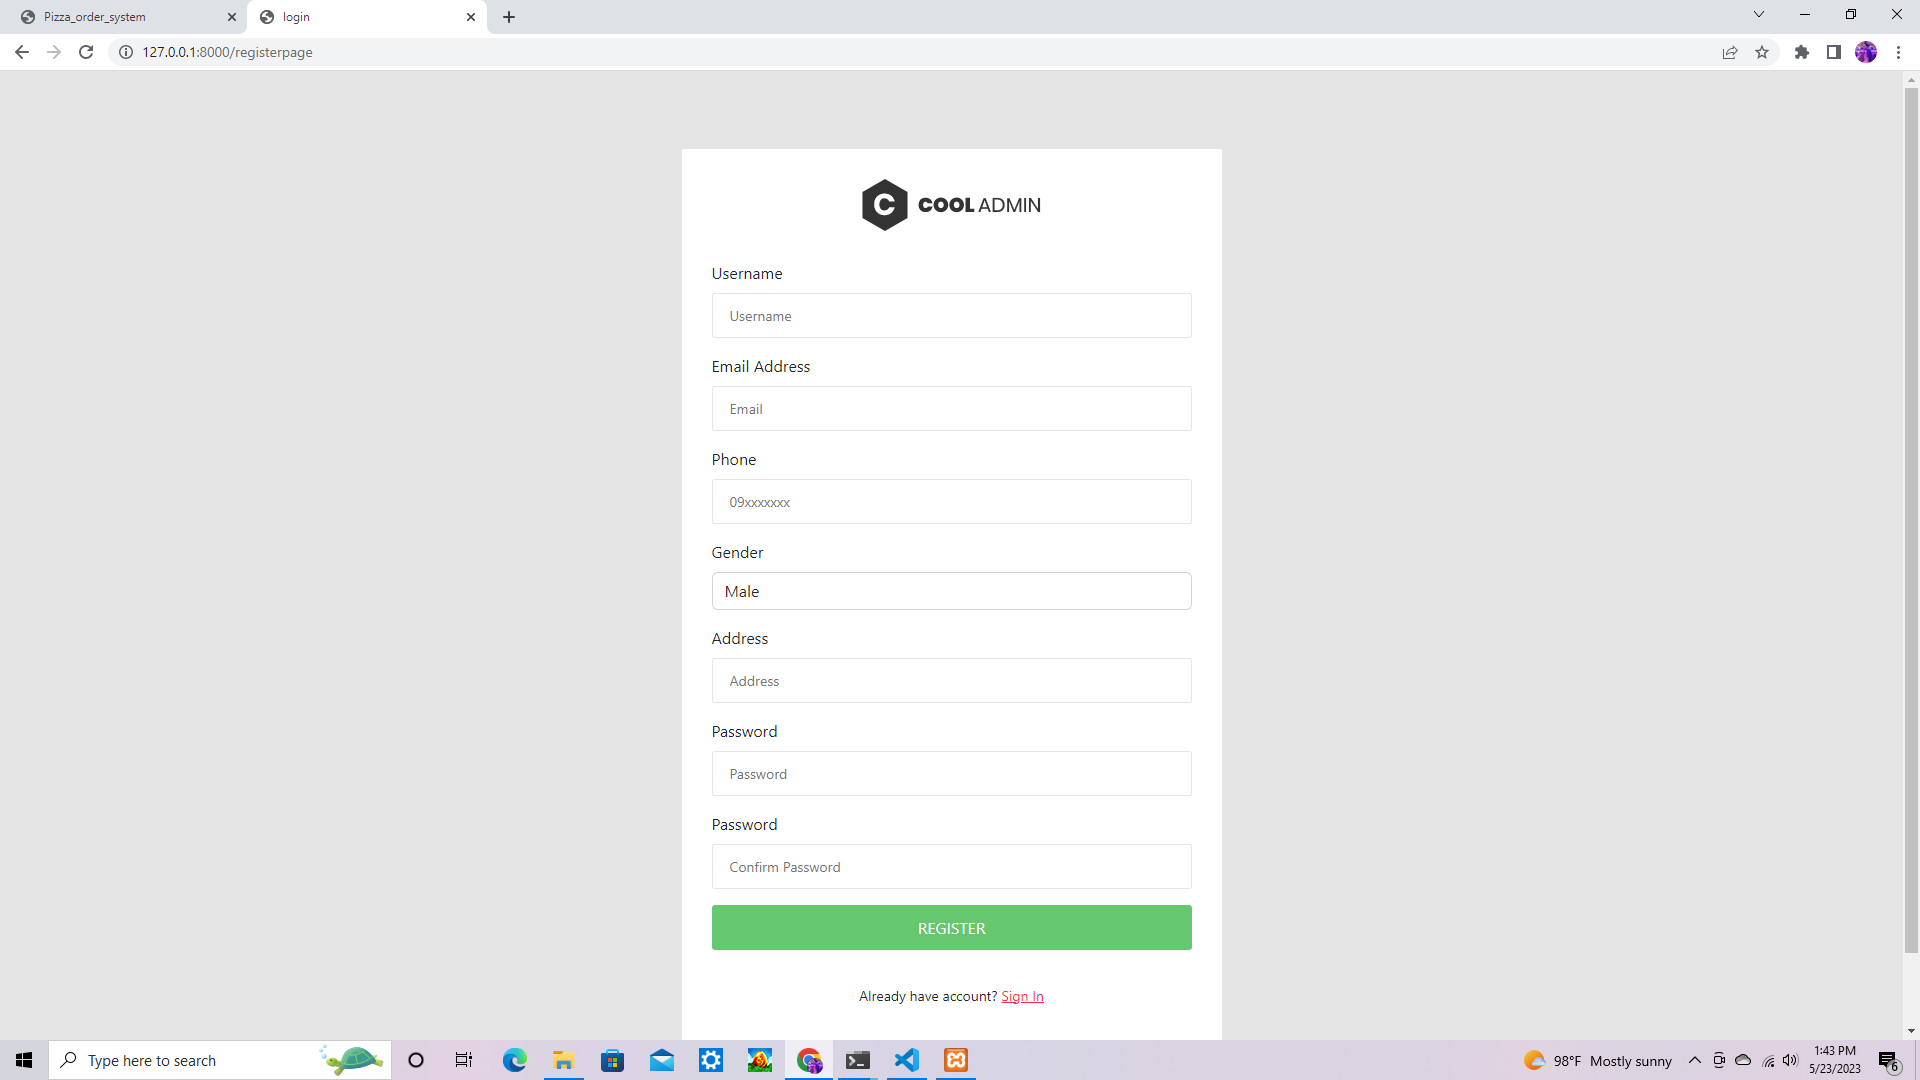 Pizza_order_system
login
127.0.0.1:8000/registerpage
C COOL ADMIN
Username
Username
Email Address
Email
Phone
09xxxxxxx
Gender
Male
Address
Address
Password
Password
Password
Confirm Password
REGISTER
Already have account? Sign In
Type here to search
98°F Mostly sunny
1:43 PM
5/23/2023
6